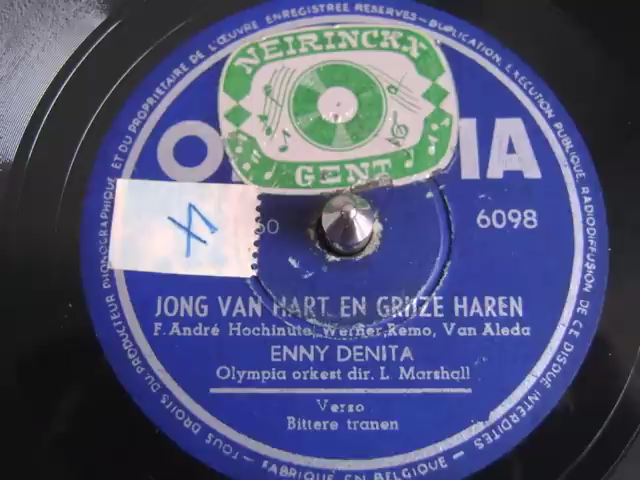 TOUS DROITS DU PRODUCTEUR PHONOGRAPHIQUE ET DU PROPRIETAIRE DE L'ŒUVRE ENREGISTREE RESERVES - DUPLICATION, EXECUTION PUBLIQUE, RADIODIFFUSION DE CE DISQUE INTERDITES
NEIRINCKX
GENT
60
6098
JONG VAN HART EN GRIJZE HAREN
F. André Hochinute, Werner, Remo, Van Aleda
ENNY DENITA
Olympia orkest dir. L. Marshall
Verso
Bittere tranen
FABRIQUE EN BELGIQUE